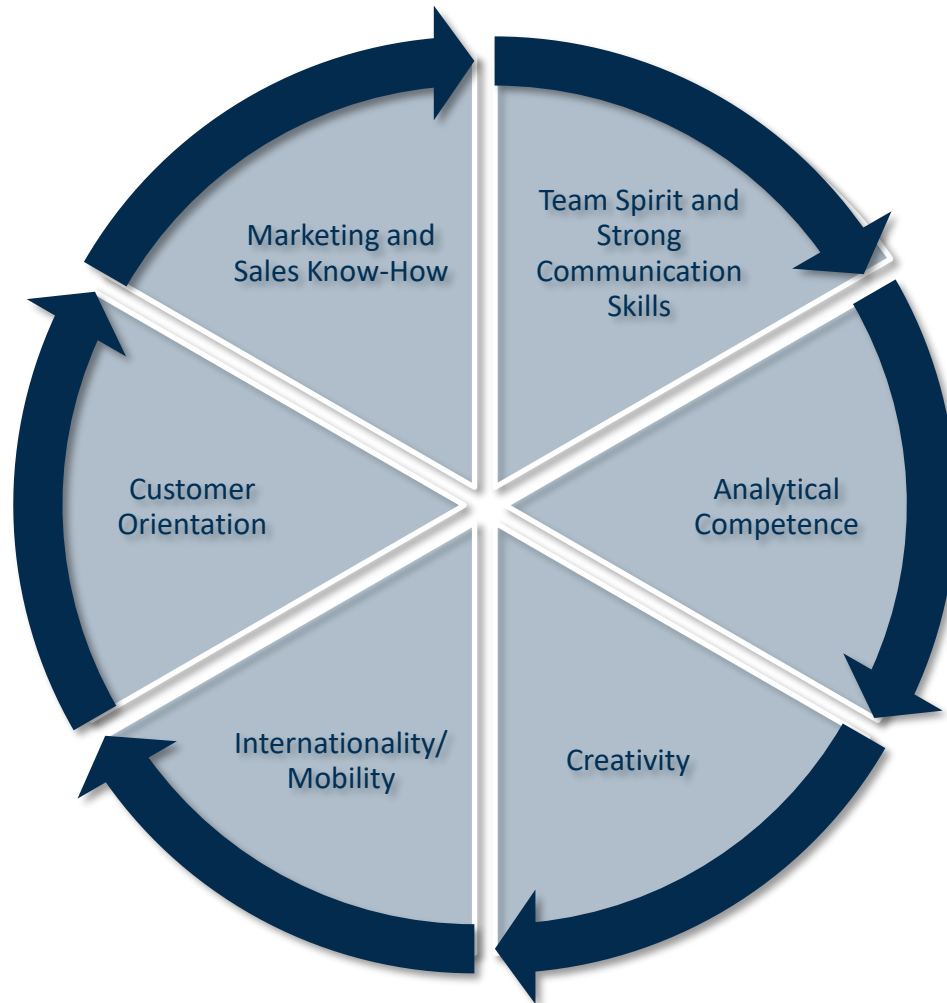 Team Spirit and
Strong
Communication
Skills
Analytical
Competence
Creativity
Internationality/
Mobility
Customer
Orientation
Marketing and
Sales Know-How